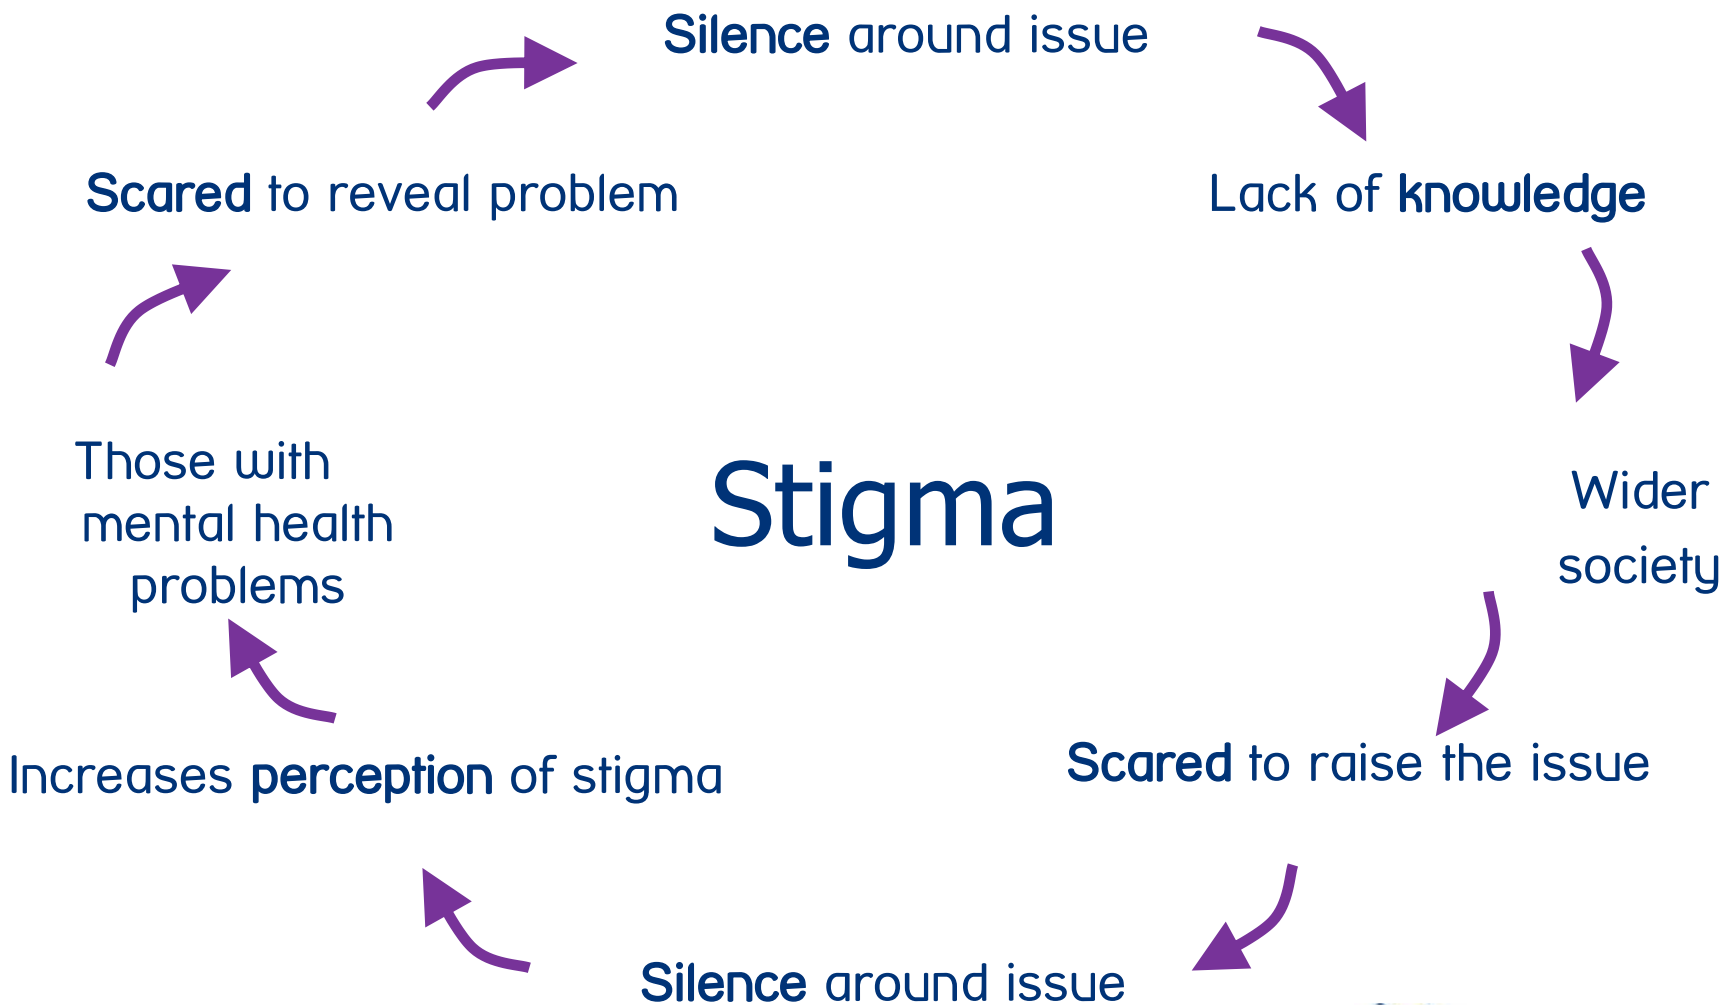 Silence around issue
Scared to reveal problem
Lack of knowledge
Those with
mental health
problems
Stigma
Wider
society
Increases perception of stigma
Scared to raise the issue
Silence around issue